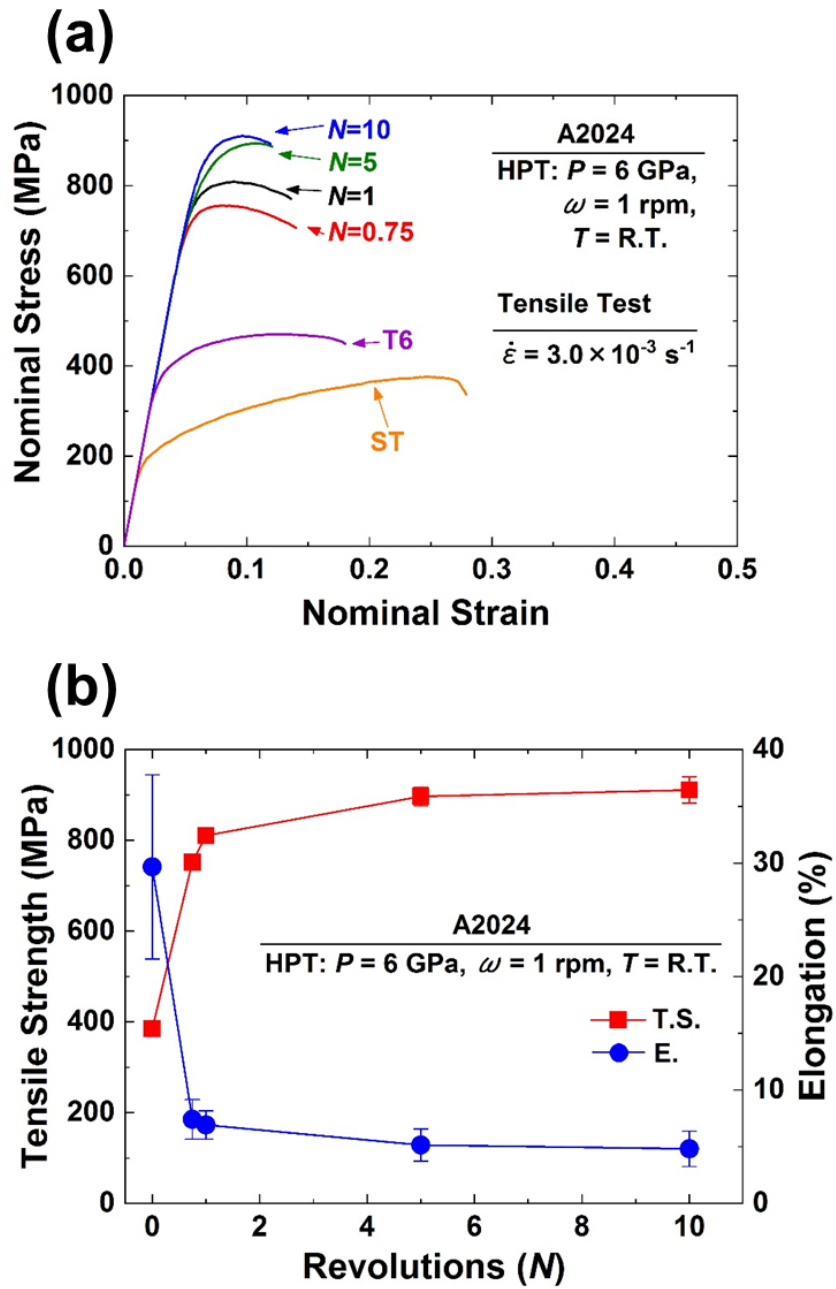 (a)
1000
800
600
400
200
0
Nominal Stress (MPa)
N=10
N=5
N=1
N=0.75
T6
ST
A2024
HPT: P = 6 GPa,
ω = 1 rpm,
T = R.T.
Tensile Test
ε̇ = 3.0 × 10⁻³ s⁻¹
0.0 0.1 0.2 0.3 0.4 0.5
Nominal Strain
(b)
1000
800
600
400
200
0
Tensile Strength (MPa)
A2024
HPT: P = 6 GPa, ω = 1 rpm, T = R.T.
T.S.
E.
40
30
20
10
0
Elongation (%)
0 2 4 6 8 10
Revolutions (N)